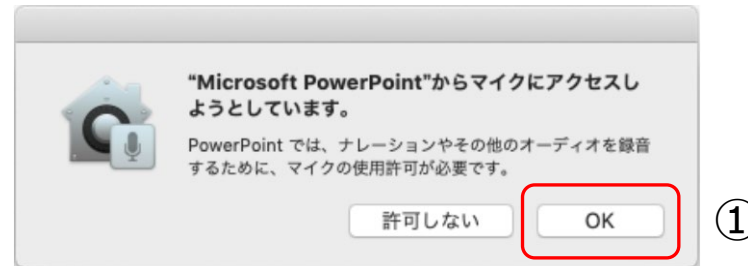 "Microsoft PowerPoint"からマイクにアクセスし
ようとしています。
PowerPoint では、ナレーションやその他のオーディオを録音
するために、マイクの使用許可が必要です。
許可しない
OK
①